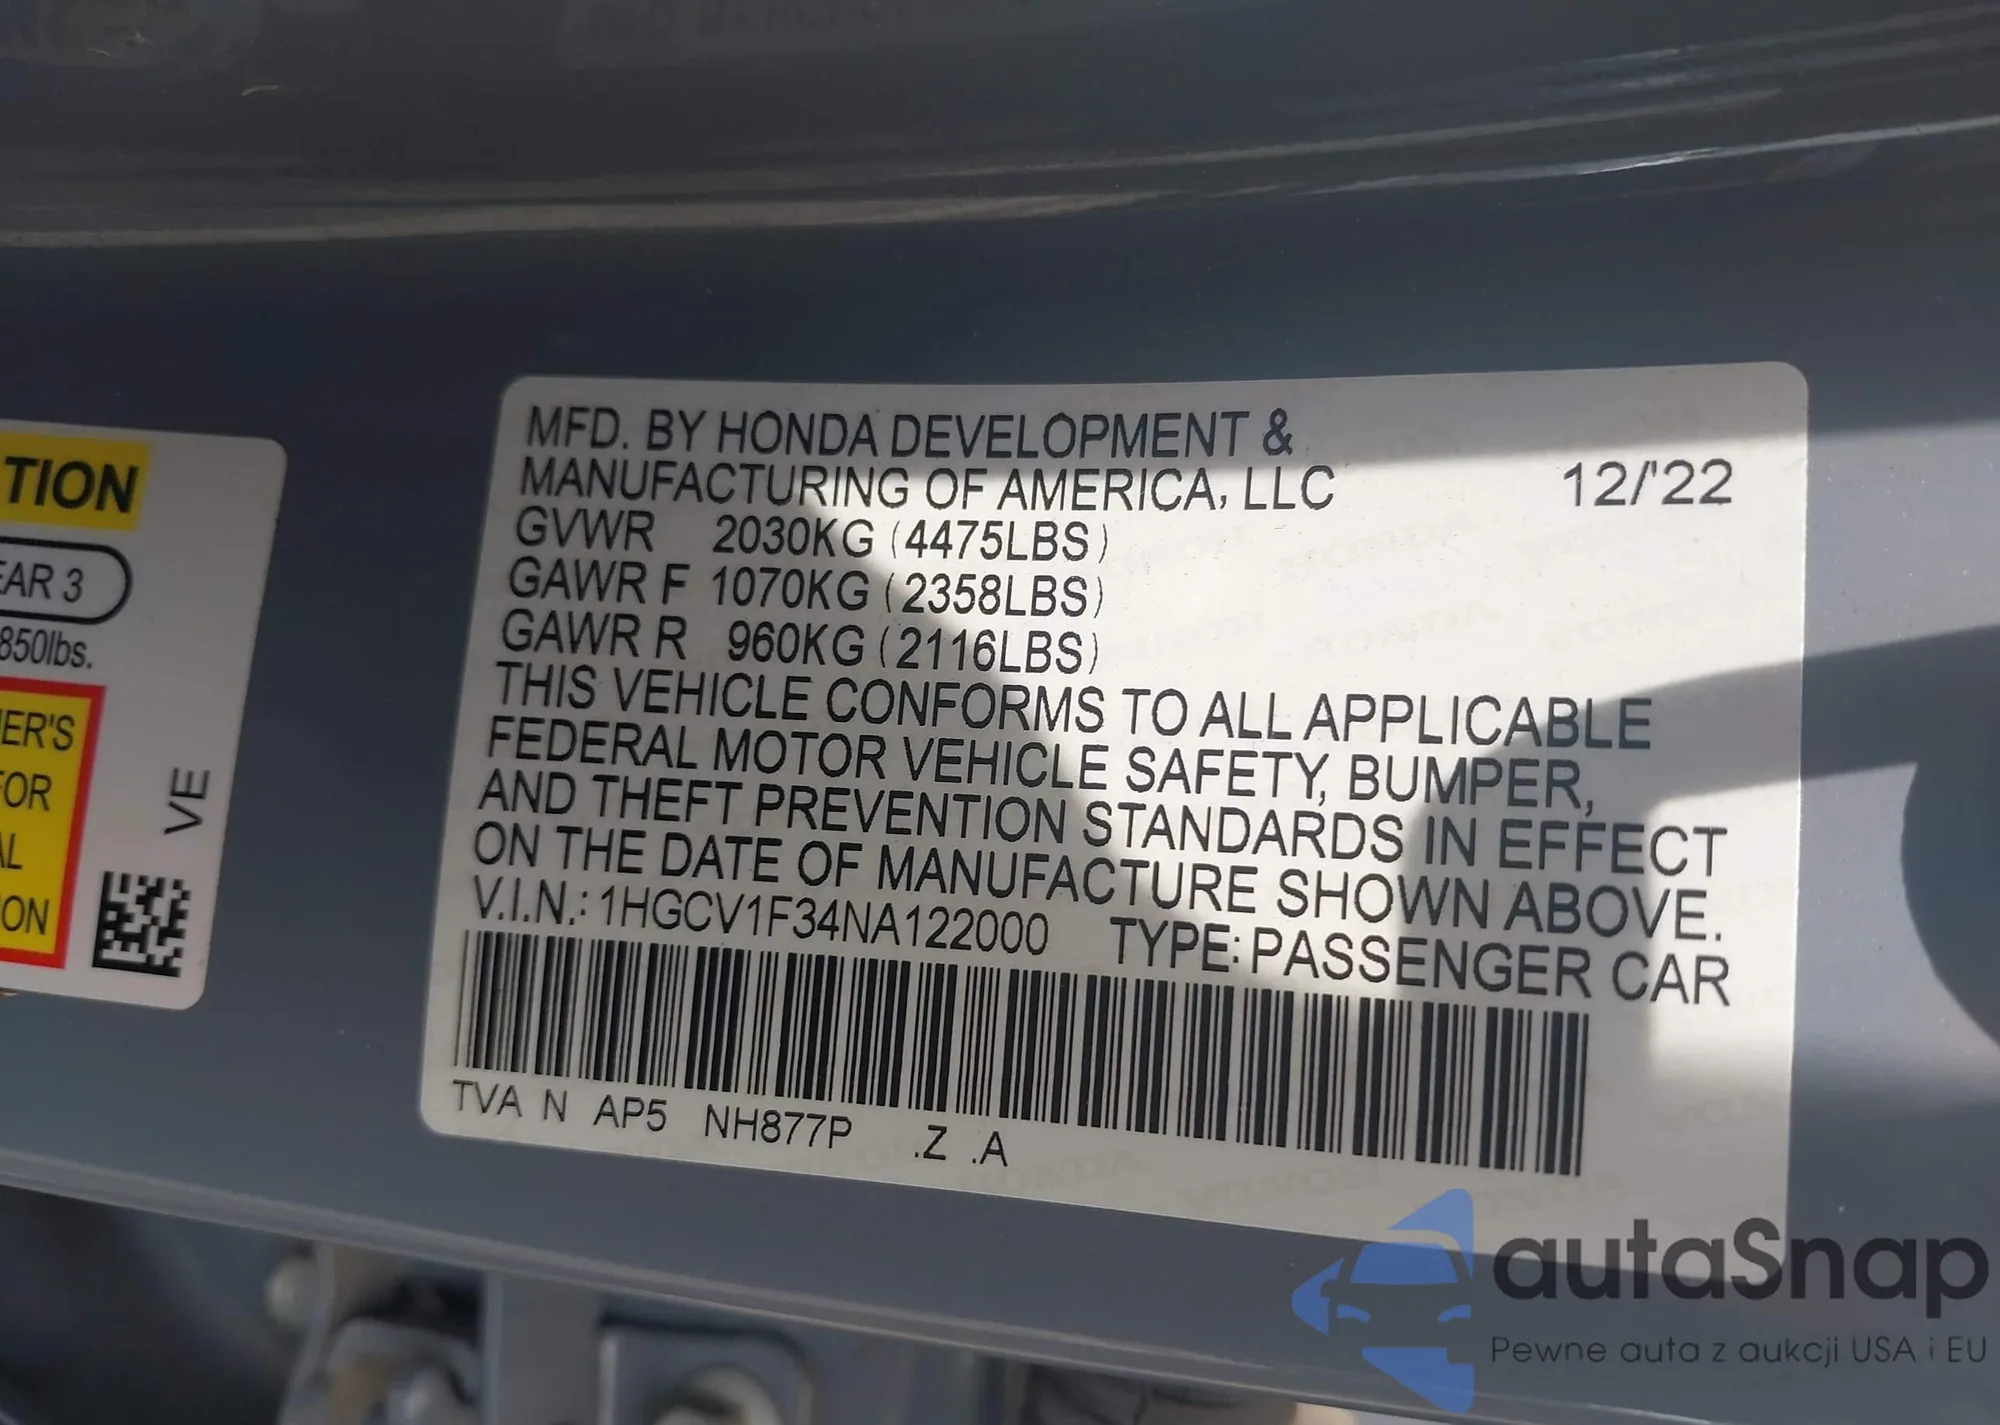 TION
EAR 3
850lbs.
ER'S
FOR
AL
ION
VE
MFD. BY HONDA DEVELOPMENT &
MANUFACTURING OF AMERICA, LLC 12/'22
GVWR 2030KG (4475LBS)
GAWR F 1070KG (2358LBS)
GAWR R 960KG (2116LBS)
THIS VEHICLE CONFORMS TO ALL APPLICABLE
FEDERAL MOTOR VEHICLE SAFETY, BUMPER,
AND THEFT PREVENTION STANDARDS IN EFFECT
ON THE DATE OF MANUFACTURE SHOWN ABOVE.
V.I.N.: 1HGCV1F34NA122000 TYPE: PASSENGER CAR
TVA N AP5 NH877P .Z .A
autaSnap
Pewne auta z aukcji USA i EU